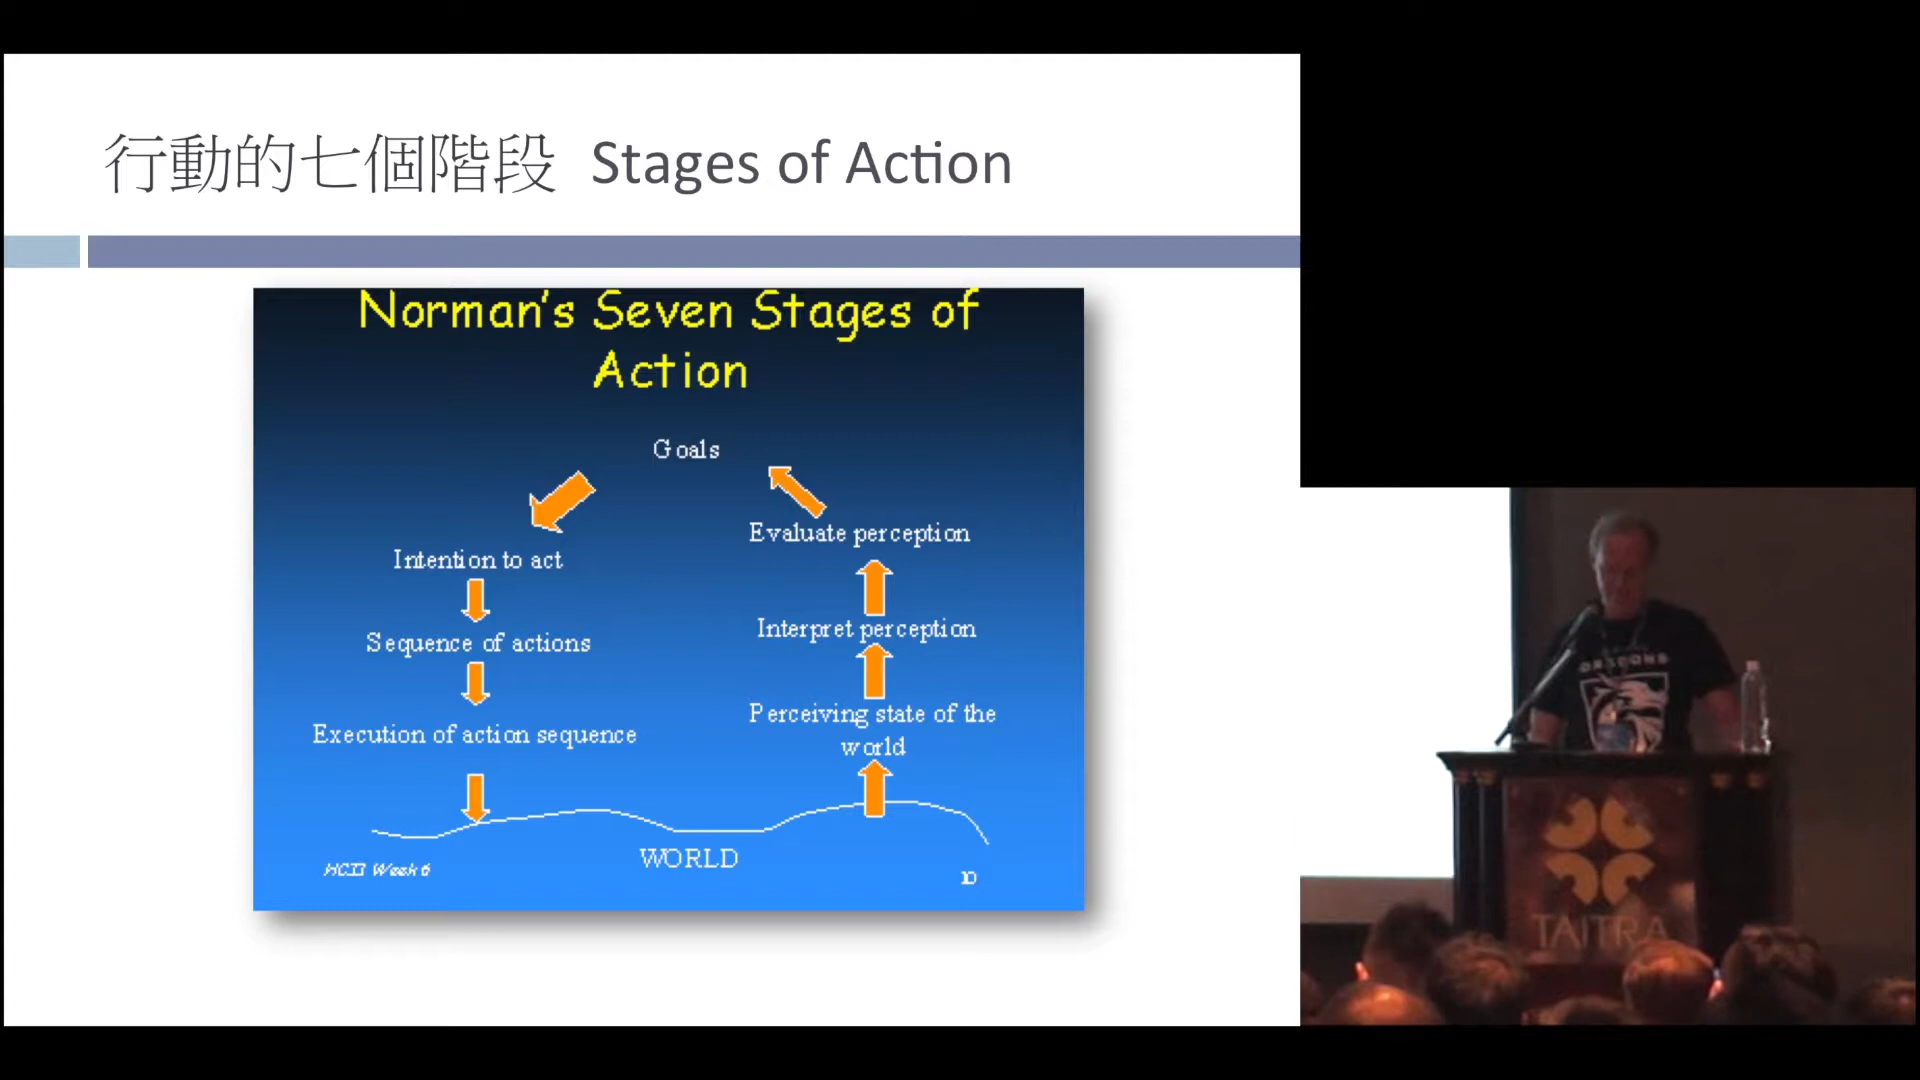 行動的七個階段 Stages of Action
Norman's Seven Stages of
Action
Goals
Evaluate perception
Intention to act
Interpret perception
Sequence of actions
Perceiving state of the
world
Execution of action sequence
WORLD
HCI Week 6
10
DRAGONS
TAITRA